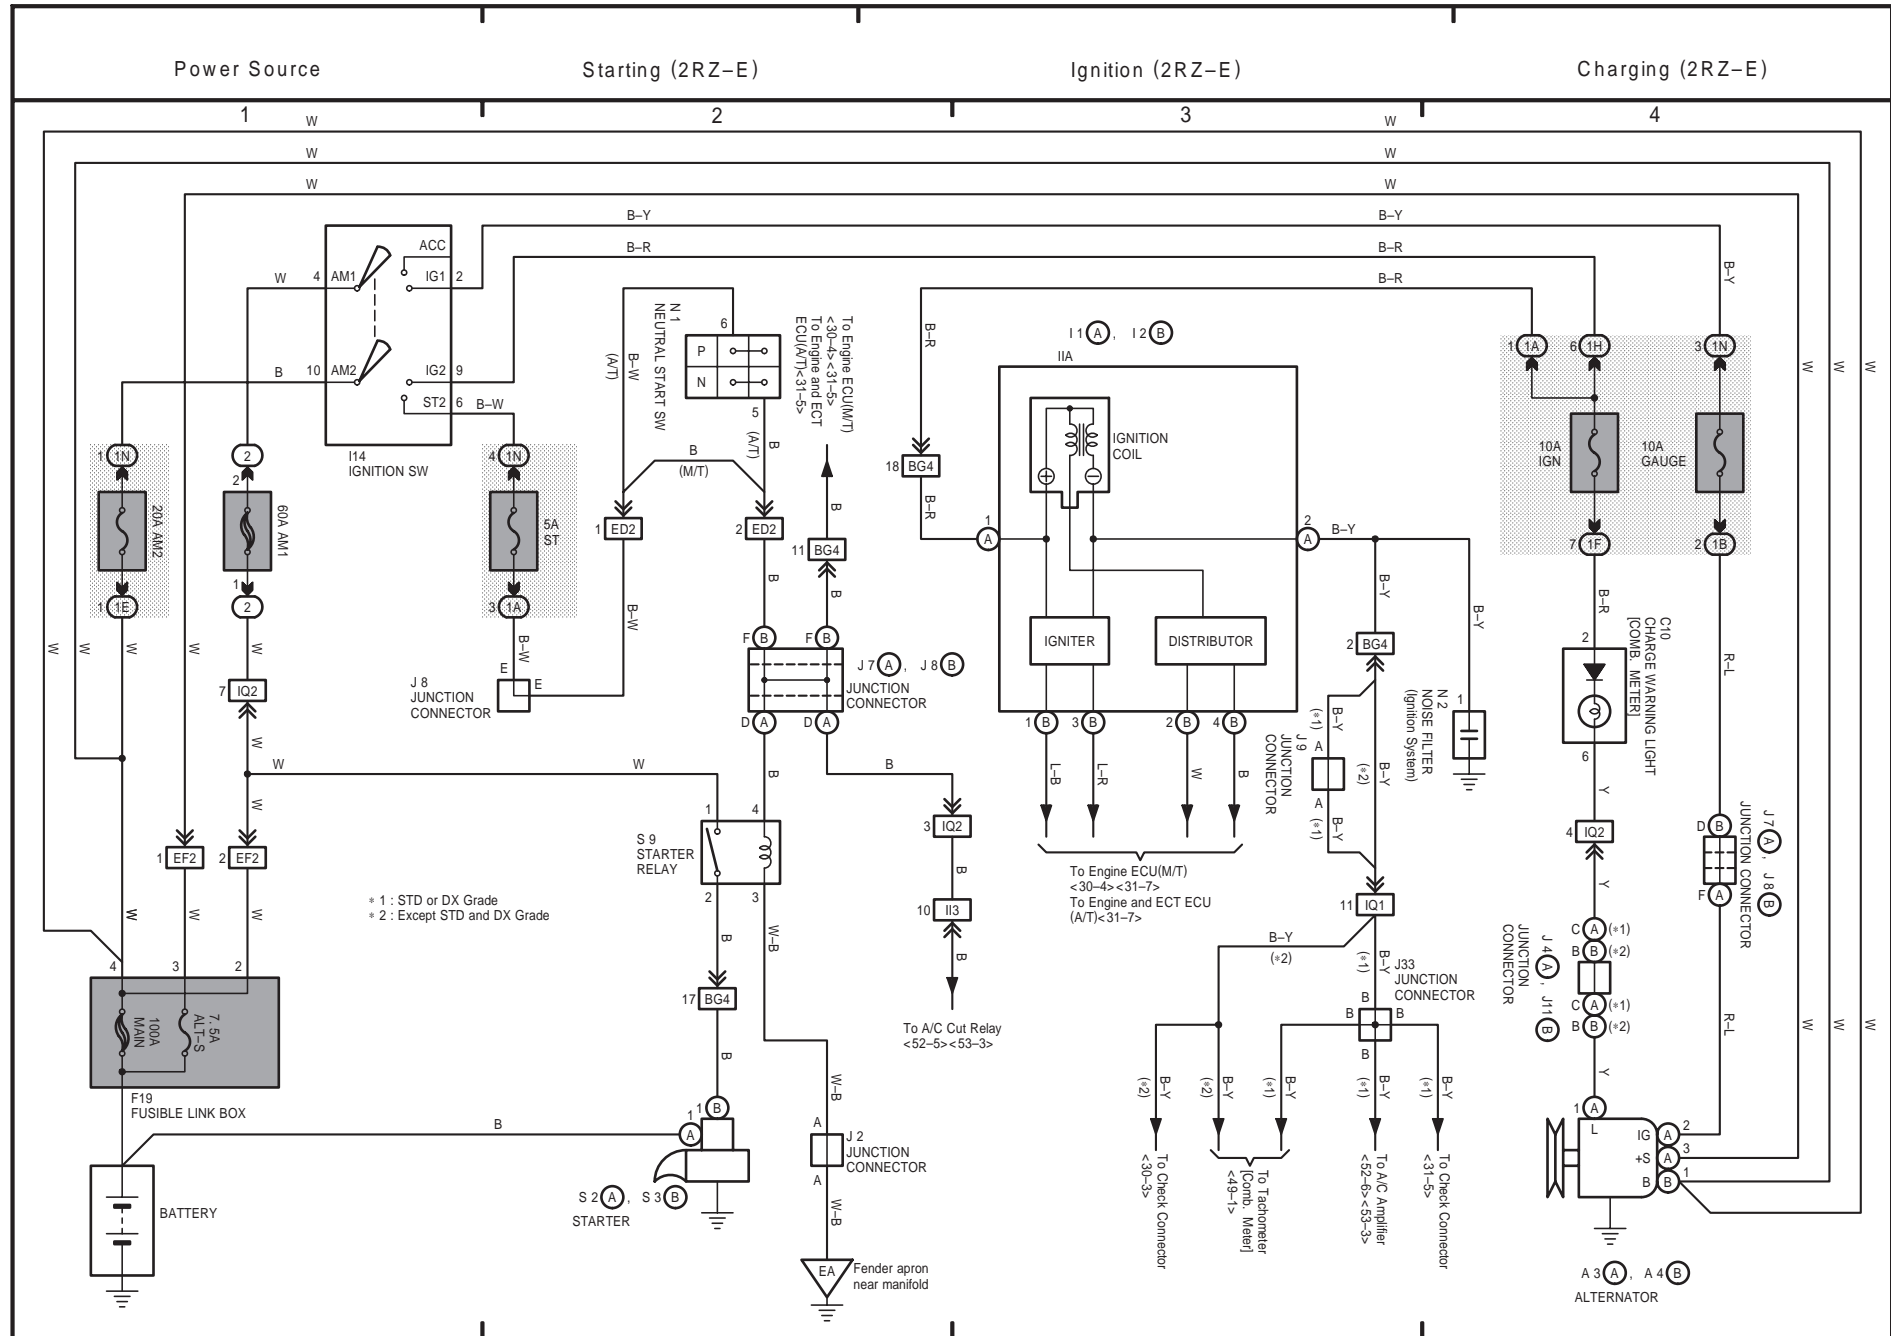 Power Source
Starting (2RZ–E)
Ignition (2RZ–E)
Charging (2RZ–E)
1
2
3
4
W
W
W
W
W
W
B–Y
B–Y
B–R
B–R
B–R
W
4
AM1
ACC
IG1
2
B
10
AM2
IG2
9
ST2
6
B–W
I14
IGNITION SW
1
1N
20A AM2
1
1E
2
2
60A AM1
1
2
W
W
W
W
W
7
IQ2
W
W
W
1
EF2
2
EF2
W
W
W
4
3
2
100A
MAIN
7.5A
ALT–S
F19
FUSIBLE LINK BOX
BATTERY
B
∗ 1 : STD or DX Grade
∗ 2 : Except STD and DX Grade
4
1N
5A
ST
3
1A
B–W
E
E
J 8
JUNCTION
CONNECTOR
B–W
(A/T)
N 1
NEUTRAL START SW
6
P
N
5
B
(A/T)
B
(M/T)
1
ED2
2
ED2
B–W
B
To Engine ECU(M/T)
<30–4><31–5>
To Engine and ECT
ECU(A/T)<31–5>
B
11
BG4
B
F
B
F
B
J 7 A , J 8 B
JUNCTION
CONNECTOR
D
A
D
A
B
B
3
IQ2
B
10
II3
B
To A/C Cut Relay
<52–5><53–3>
1
4
S 9
STARTER
RELAY
2
3
B
W–B
17
BG4
B
1
B
1
A
S 2 A , S 3 B
STARTER
W–B
A
J 2
JUNCTION
CONNECTOR
A
W–B
EA
Fender apron
near manifold
B–R
18
BG4
B–R
I 1 A , I 2 B
IIA
IGNITION
COIL
1
A
2
A
B–Y
IGNITER
DISTRIBUTOR
1
B
3
B
2
B
4
B
L–B
L–R
W
B
To Engine ECU(M/T)
<30–4><31–7>
To Engine and ECT ECU
(A/T)<31–7>
B–Y
2
BG4
B–Y
N 2
NOISE FILTER
(Ignition System)
1
B–Y
(∗1)
A
J 9
JUNCTION
CONNECTOR
A
B–Y
(∗1)
B–Y
(∗2)
11
IQ1
B–Y
(∗2)
B–Y
(∗1)
J33
JUNCTION
CONNECTOR
B
B
B
B
B–Y
(∗2)
B–Y
(∗2)
B–Y
(∗1)
B–Y
(∗1)
B–Y
(∗1)
To Check Connector
<30–3>
To Tachometer
[Comb. Meter]
<49–1>
To A/C Amplifier
<52–6><53–3>
To Check Connector
<31–5>
B–Y
1
1A
6
1H
3
1N
10A
IGN
10A
GAUGE
7
1F
2
1B
W
W
W
B–R
2
C10
CHARGE WARNING LIGHT
[COMB. METER]
6
Y
4
IQ2
Y
C
A
(∗1)
B
B
(∗2)
J 4 A , J11 B
JUNCTION
CONNECTOR
C
A
(∗1)
B
B
(∗2)
Y
R–L
D
B
J 7 A , J 8 B
JUNCTION CONNECTOR
F
A
R–L
W
W
W
1
A
L
IG
A
2
+S
A
3
B
B
1
A 3 A , A 4 B
ALTERNATOR